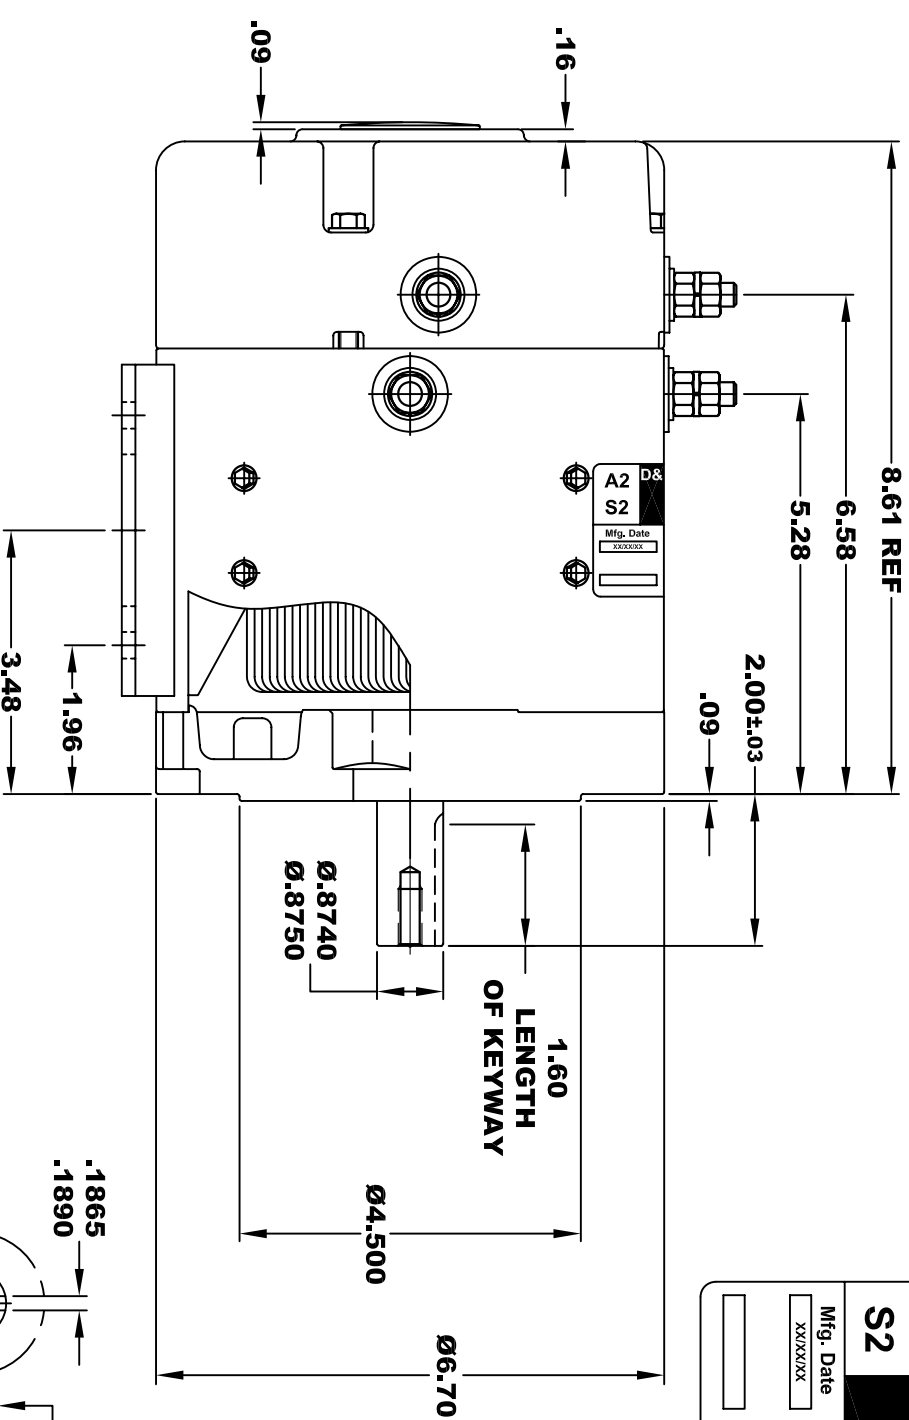 .09
.16
8.61 REF
6.58
5.28
2.00±.03
.09
D&
A2
S2
Mfg. Date
XX/XX/XX
3.48
1.96
Ø.8740
Ø.8750
1.60
LENGTH
OF KEYWAY
Ø4.500
Ø6.70
.1865
.1890
S2
Mfg. Date
XX/XX/XX